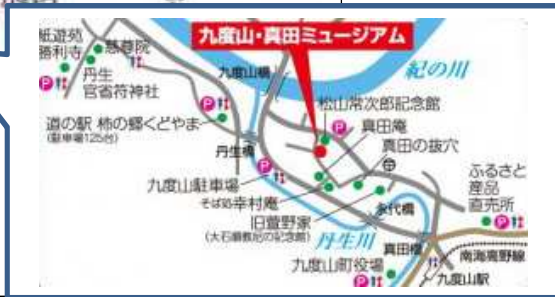 九度山・真田ミュージアム
紙遊苑
勝利寺
慈尊院
丹生
官省符神社
九度山橋
紀の川
松山常次郎記念館
P
道の駅 柿の郷くどやま
(駐車場125台)
丹生橋
真田庵
真田の抜穴
九度山駐車場
そば処幸村庵
旧萱野家
(大石順教尼の記念館)
永代橋
ふるさと
産品
直売所
丹生川
真田橋
九度山町役場
南海高野線
九度山駅